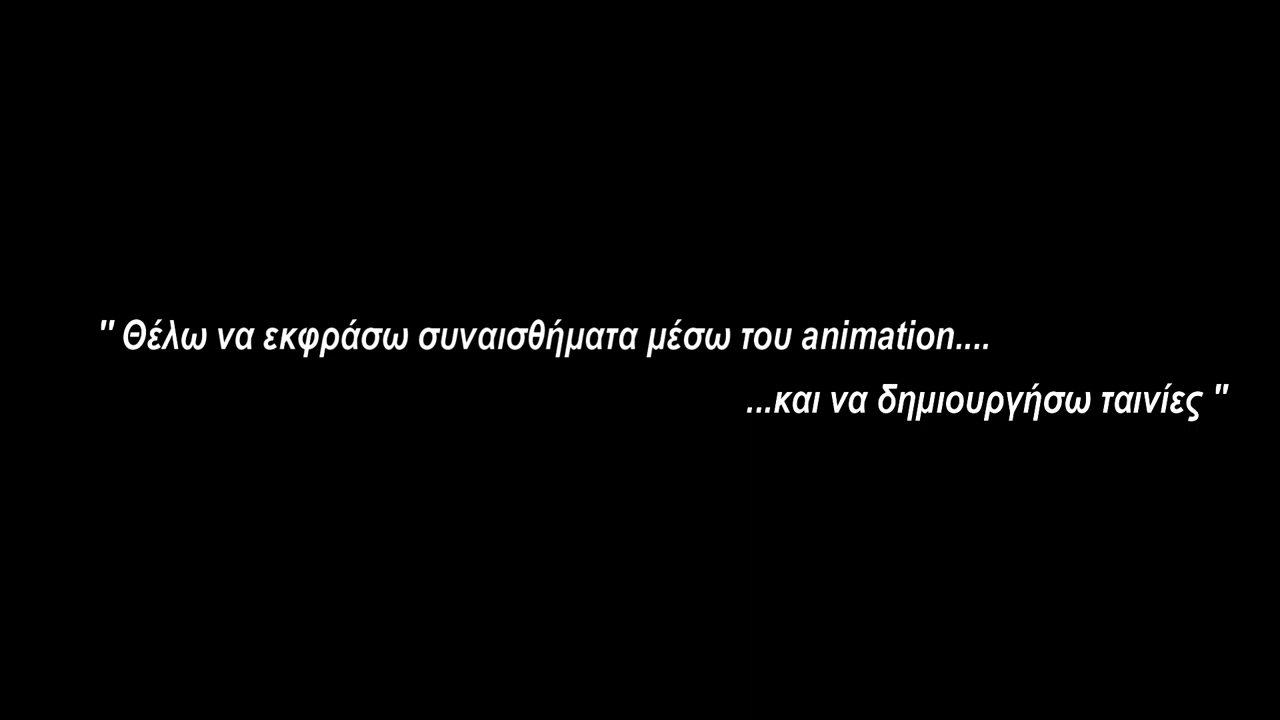 " Θέλω να εκφράσω συναισθήματα μέσω του animation....
...και να δημιουργήσω ταινίες "